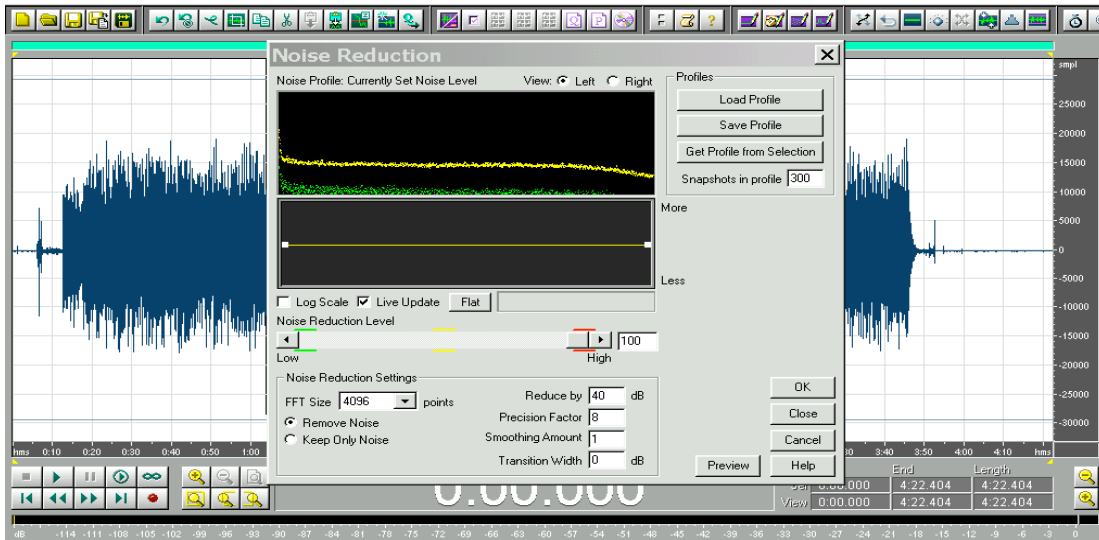 Noise Reduction
Noise Profile: Currently Set Noise Level View: Left Right
Profiles
Load Profile
Save Profile
Get Profile from Selection
Snapshots in profile 300
More
Less
Log Scale Live Update Flat
Noise Reduction Level
100
Low High
Noise Reduction Settings
FFT Size 4096 points
Remove Noise
Keep Only Noise
Reduce by 40 dB
Precision Factor 8
Smoothing Amount 1
Transition Width 0 dB
OK
Close
Cancel
Preview Help
smpl
25000
20000
15000
10000
5000
0
-5000
-10000
-15000
-20000
-25000
-30000
hms 0:10 0:20 0:30 0:40 0:50 1:00 3:40 3:50 4:00 4:10 hms
End Length
0:00.000 4:22.404 4:22.404
View 0:00.000 4:22.404 4:22.404
0:00.000
dB -114 -111 -108 -105 -102 -99 -96 -93 -90 -87 -84 -81 -78 -75 -72 -69 -66 -63 -60 -57 -54 -51 -48 -45 -42 -39 -36 -33 -30 -27 -24 -21 -18 -15 -12 -9 -6 -3 0